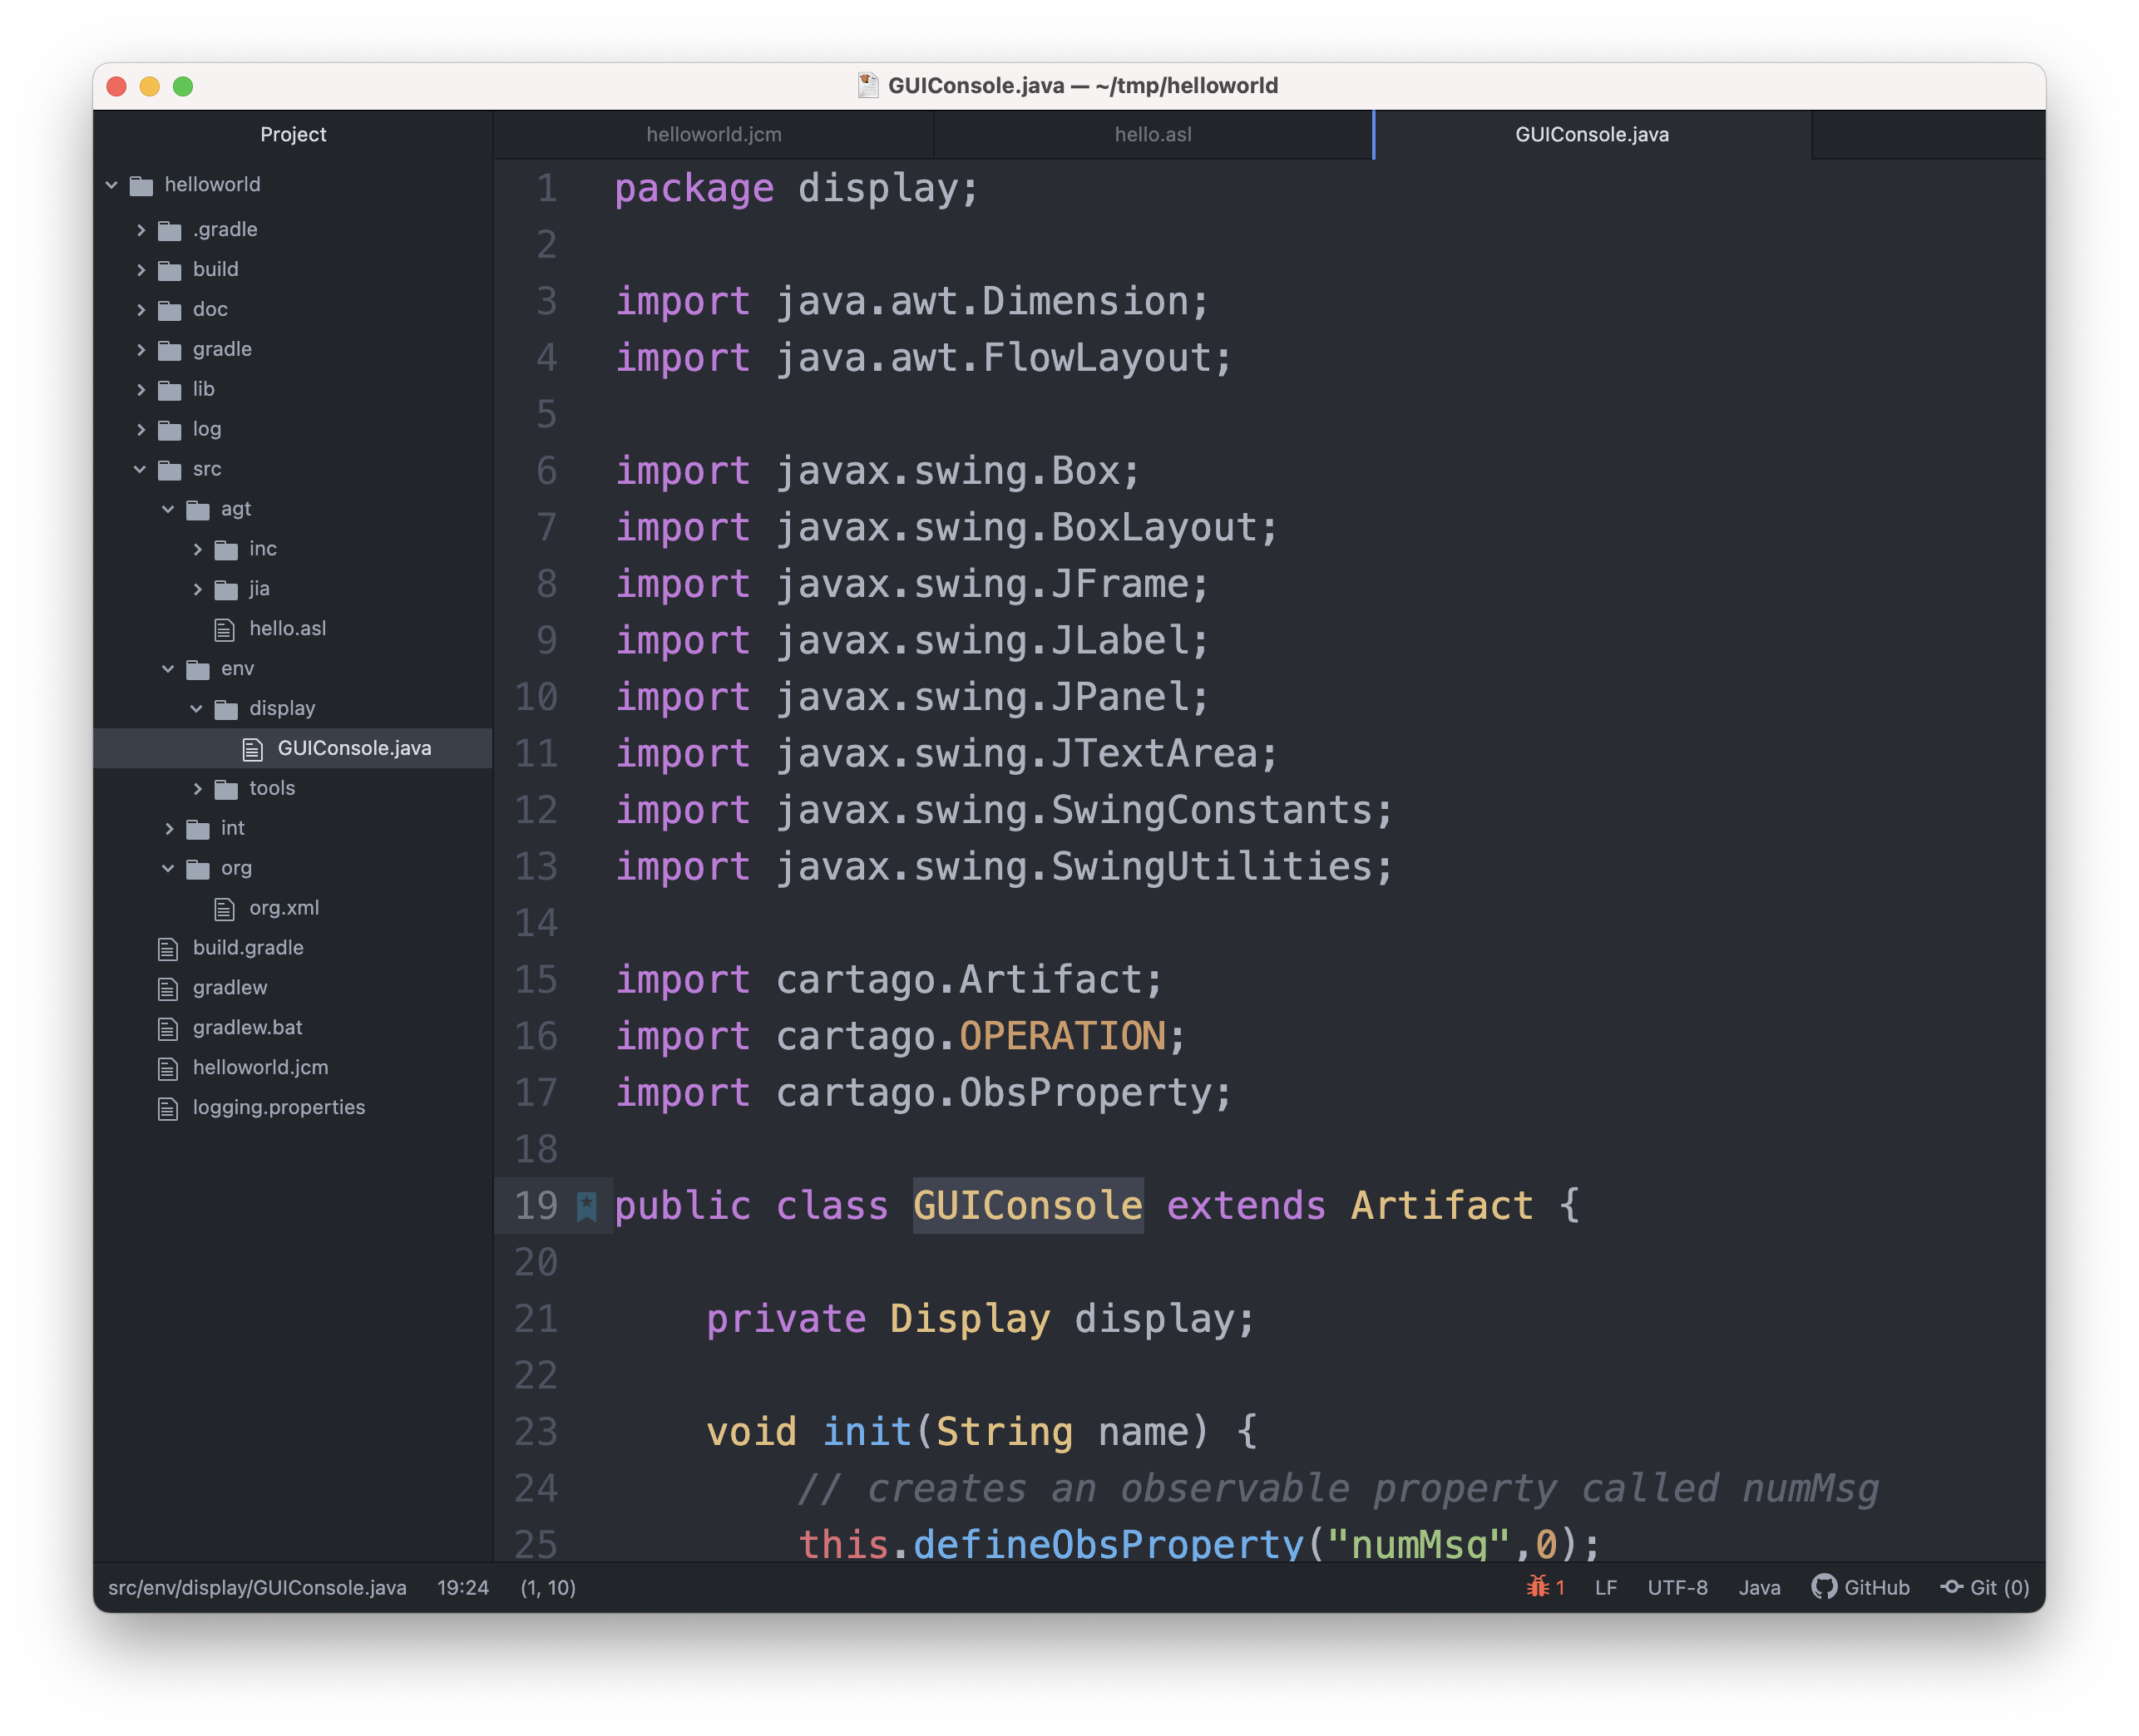 GUIConsole.java — ~/tmp/helloworld
Project
helloworld
.gradle
build
doc
gradle
lib
log
src
agt
inc
jia
hello.asl
env
display
GUIConsole.java
tools
int
org
org.xml
build.gradle
gradlew
gradlew.bat
helloworld.jcm
logging.properties
helloworld.jcm
hello.asl
GUIConsole.java
1 package display;
2
3 import java.awt.Dimension;
4 import java.awt.FlowLayout;
5
6 import javax.swing.Box;
7 import javax.swing.BoxLayout;
8 import javax.swing.JFrame;
9 import javax.swing.JLabel;
10 import javax.swing.JPanel;
11 import javax.swing.JTextArea;
12 import javax.swing.SwingConstants;
13 import javax.swing.SwingUtilities;
14
15 import cartago.Artifact;
16 import cartago.OPERATION;
17 import cartago.ObsProperty;
18
19 public class GUIConsole extends Artifact {
20
21 private Display display;
22
23 void init(String name) {
24 // creates an observable property called numMsg
25 this.defineObsProperty("numMsg",0);
src/env/display/GUIConsole.java 19:24 (1, 10)
1 LF UTF-8 Java GitHub Git (0)